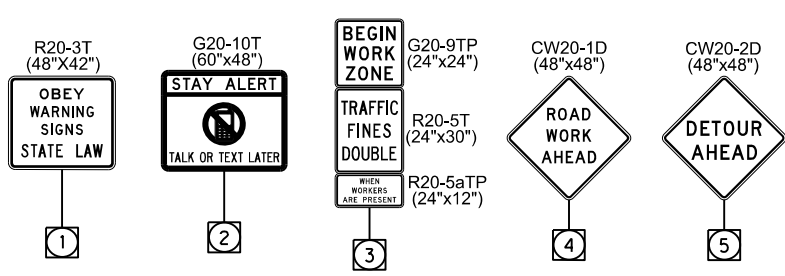 R20-3T
(48"X42")
OBEY
WARNING
SIGNS
STATE LAW
1
G20-10T
(60"x48")
STAY ALERT
TALK OR TEXT LATER
2
BEGIN
WORK
ZONE
G20-9TP
(24"x24")
TRAFFIC
FINES
DOUBLE
R20-5T
(24"x30")
WHEN
WORKERS
ARE PRESENT
R20-5aTP
(24"x12")
3
CW20-1D
(48"x48")
ROAD
WORK
AHEAD
4
CW20-2D
(48"x48")
DETOUR
AHEAD
5